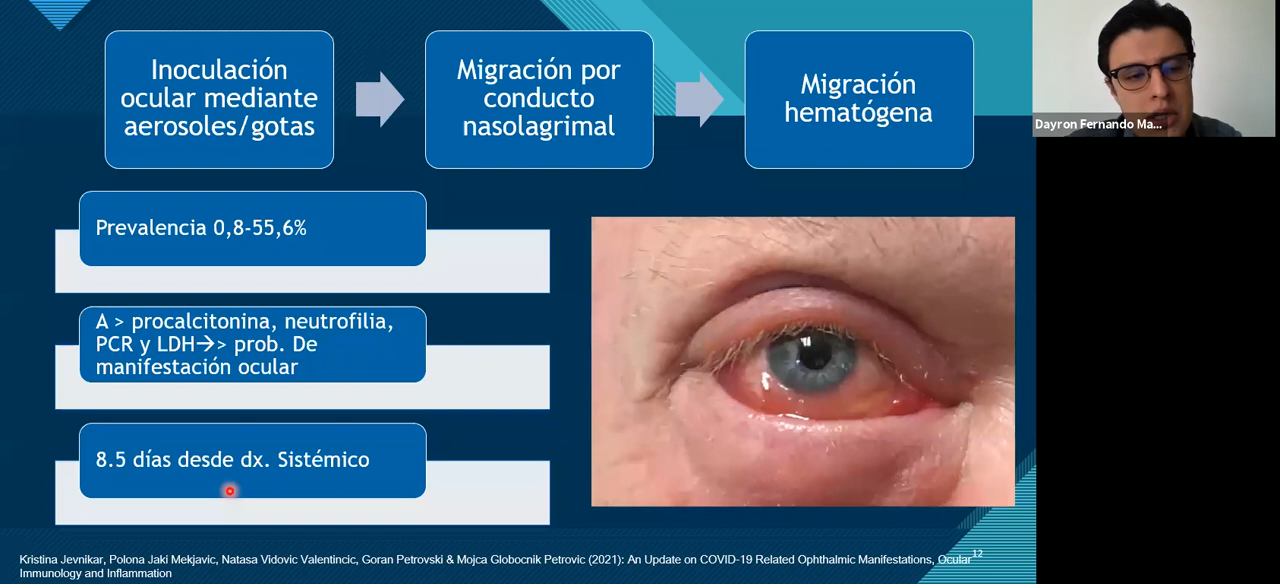 Inoculación
ocular mediante
aerosoles/gotas
Migración por
conducto
nasolagrimal
Migración
hematógena
Dayron Fernando Ma...
Prevalencia 0,8-55,6%
A > procalcitonina, neutrofilia,
PCR y LDH→> prob. De
manifestación ocular
8.5 días desde dx. Sistémico
Kristina Jevnikar, Polona Jaki Mekjavic, Natasa Vidovic Valentincic, Goran Petrovski & Mojca Globocnik Petrovic (2021): An Update on COVID-19 Related Ophthalmic Manifestations, Ocular
Immunology and Inflammation
12